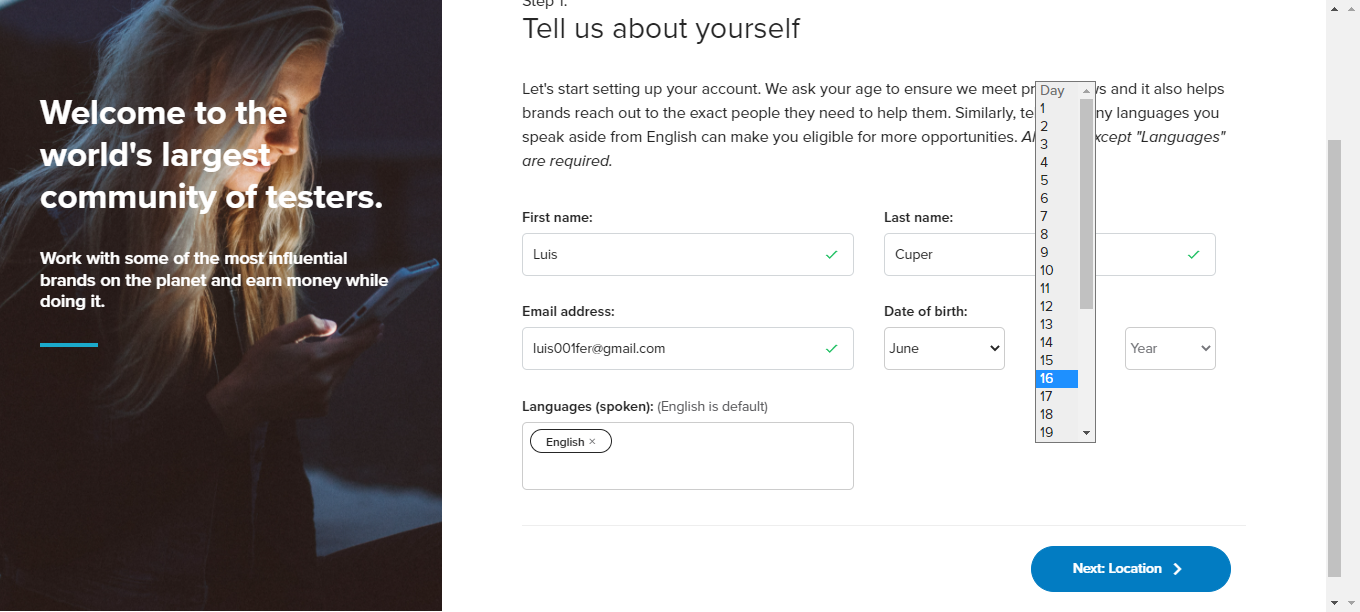 Step 1:
Tell us about yourself
Welcome to the
world's largest
community of testers.
Work with some of the most influential
brands on the planet and earn money while
doing it.
Let's start setting up your account. We ask your age to ensure we meet pr s and it also helps
brands reach out to the exact people they need to help them. Similarly, te ny languages you
speak aside from English can make you eligible for more opportunities. Al xcept "Languages"
are required.
First name:
Last name:
Luis
Cuper
Email address:
Date of birth:
luis001fer@gmail.com
June
Year
Day
1
2
3
4
5
6
7
8
9
10
11
12
13
14
15
16
17
18
19
Languages (spoken): (English is default)
English ×
Next: Location